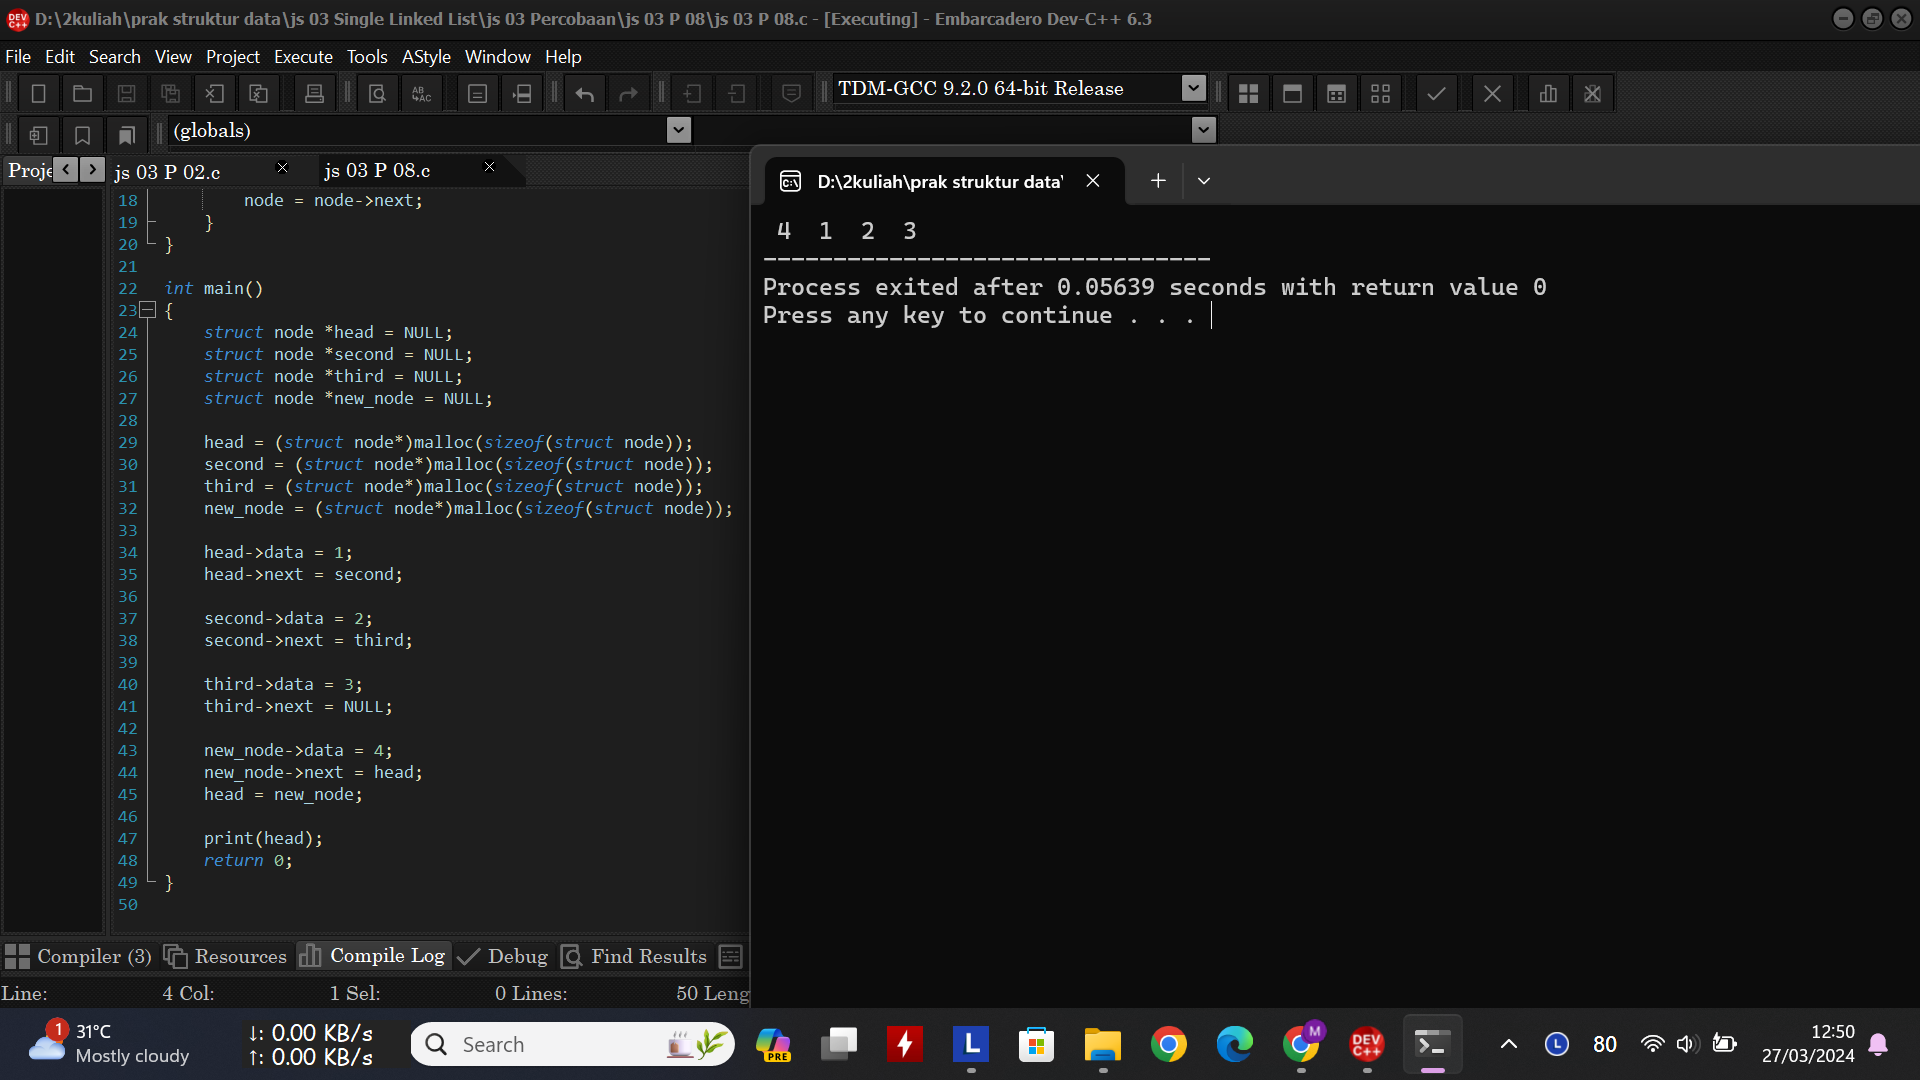 D:\2kuliah\prak struktur data\js 03 Single Linked List\js 03 Percobaan\js 03 P 08\js 03 P 08.c - [Executing] - Embarcadero Dev-C++ 6.3
File Edit Search View Project Execute Tools AStyle Window Help
TDM-GCC 9.2.0 64-bit Release
(globals)
Proje
js 03 P 02.c
js 03 P 08.c
18 node = node->next;
19 }
20 }
21
22 int main()
23 {
24 struct node *head = NULL;
25 struct node *second = NULL;
26 struct node *third = NULL;
27 struct node *new_node = NULL;
28
29 head = (struct node*)malloc(sizeof(struct node));
30 second = (struct node*)malloc(sizeof(struct node));
31 third = (struct node*)malloc(sizeof(struct node));
32 new_node = (struct node*)malloc(sizeof(struct node));
33
34 head->data = 1;
35 head->next = second;
36
37 second->data = 2;
38 second->next = third;
39
40 third->data = 3;
41 third->next = NULL;
42
43 new_node->data = 4;
44 new_node->next = head;
45 head = new_node;
46
47 print(head);
48 return 0;
49 }
50
D:\2kuliah\prak struktur data\
4 1 2 3
--------------------------------
Process exited after 0.05639 seconds with return value 0
Press any key to continue . . .
Compiler (3) Resources Compile Log Debug Find Results
Line: 4 Col: 1 Sel: 0 Lines: 50 Leng
1
31°C
Mostly cloudy
↓: 0.00 KB/s
↑: 0.00 KB/s
Search
PRE
L
M
DEV C++
L
80
12:50
27/03/2024